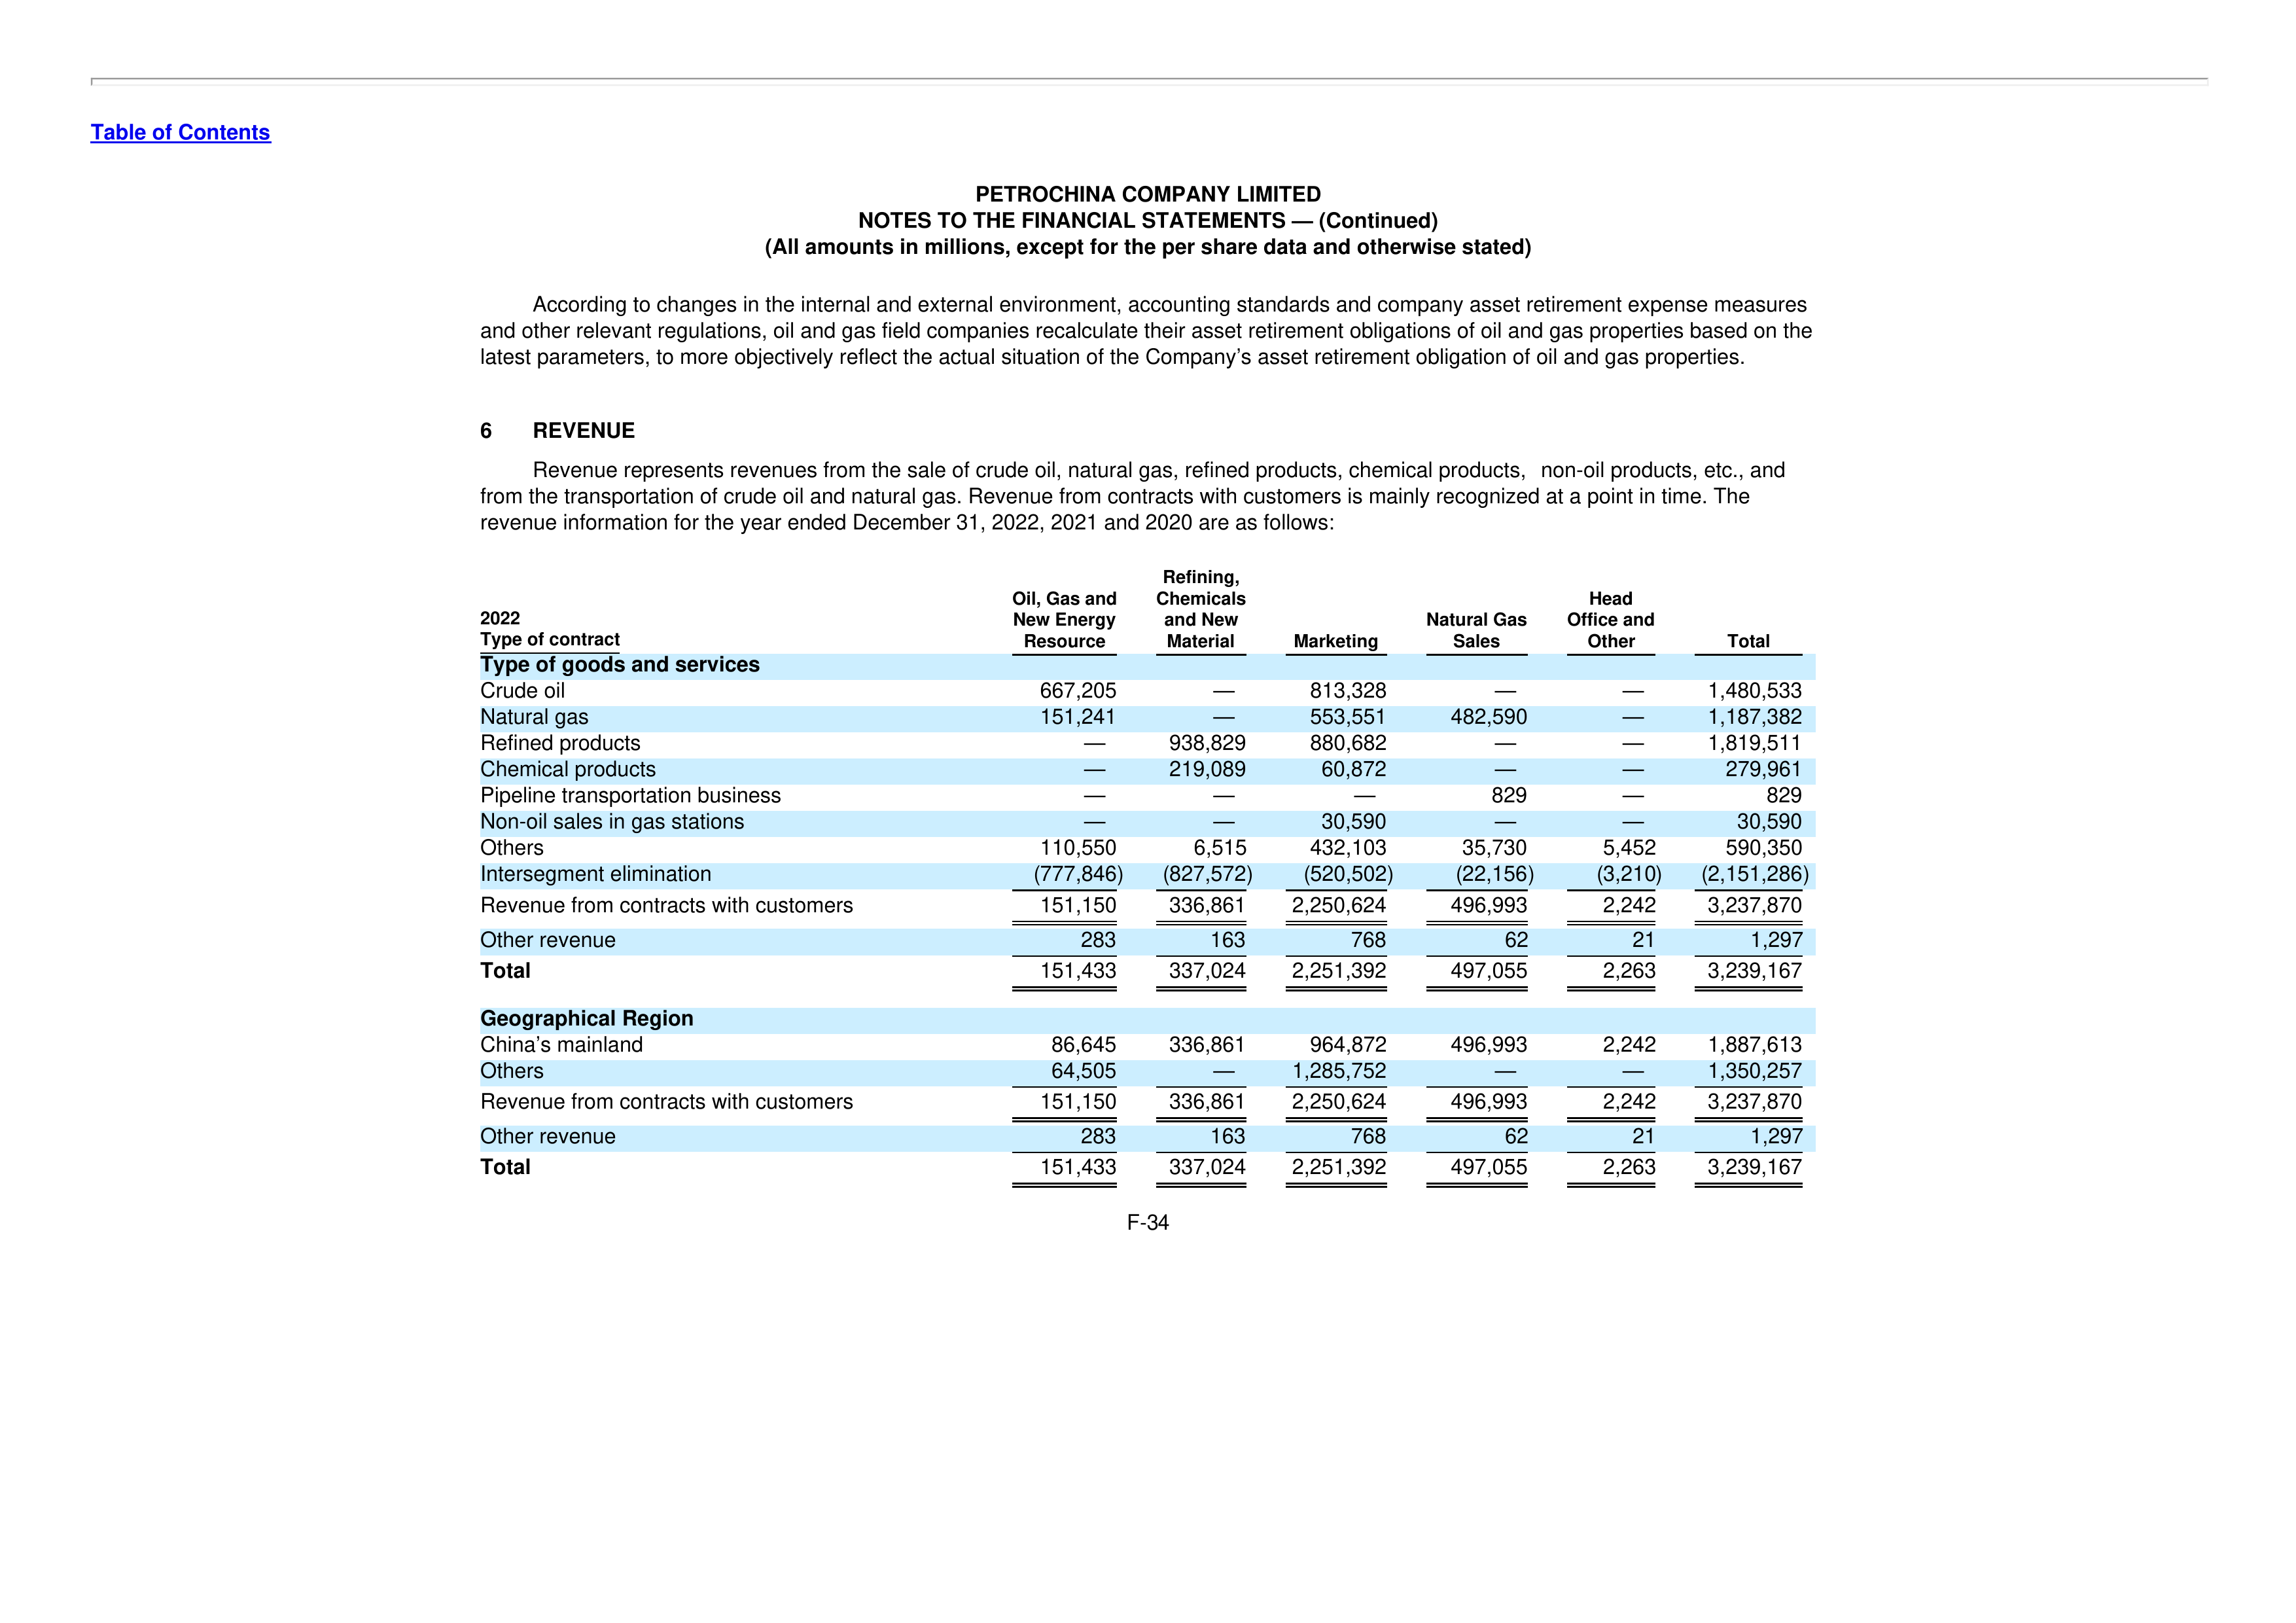 Table of Contents
PETROCHINA COMPANY LIMITED
NOTES TO THE FINANCIAL STATEMENTS — (Continued)
(All amounts in millions, except for the per share data and otherwise stated)
According to changes in the internal and external environment, accounting standards and company asset retirement expense measures
and other relevant regulations, oil and gas field companies recalculate their asset retirement obligations of oil and gas properties based on the
latest parameters, to more objectively reflect the actual situation of the Company’s asset retirement obligation of oil and gas properties.
6 REVENUE
Revenue represents revenues from the sale of crude oil, natural gas, refined products, chemical products, non-oil products, etc., and
from the transportation of crude oil and natural gas. Revenue from contracts with customers is mainly recognized at a point in time. The
revenue information for the year ended December 31, 2022, 2021 and 2020 are as follows:
Refining,
Oil, Gas and Chemicals Head
2022 New Energy and New Natural Gas Office and
Type of contract Resource Material Marketing Sales Other Total
Type of goods and services
Crude oil 667,205 — 813,328 — — 1,480,533
Natural gas 151,241 — 553,551 482,590 — 1,187,382
Refined products — 938,829 880,682 — — 1,819,511
Chemical products — 219,089 60,872 — — 279,961
Pipeline transportation business — — — 829 — 829
Non-oil sales in gas stations — — 30,590 — — 30,590
Others 110,550 6,515 432,103 35,730 5,452 590,350
Intersegment elimination (777,846) (827,572) (520,502) (22,156) (3,210) (2,151,286)
Revenue from contracts with customers 151,150 336,861 2,250,624 496,993 2,242 3,237,870
Other revenue 283 163 768 62 21 1,297
Total 151,433 337,024 2,251,392 497,055 2,263 3,239,167
Geographical Region
China’s mainland 86,645 336,861 964,872 496,993 2,242 1,887,613
Others 64,505 — 1,285,752 — — 1,350,257
Revenue from contracts with customers 151,150 336,861 2,250,624 496,993 2,242 3,237,870
Other revenue 283 163 768 62 21 1,297
Total 151,433 337,024 2,251,392 497,055 2,263 3,239,167
F-34